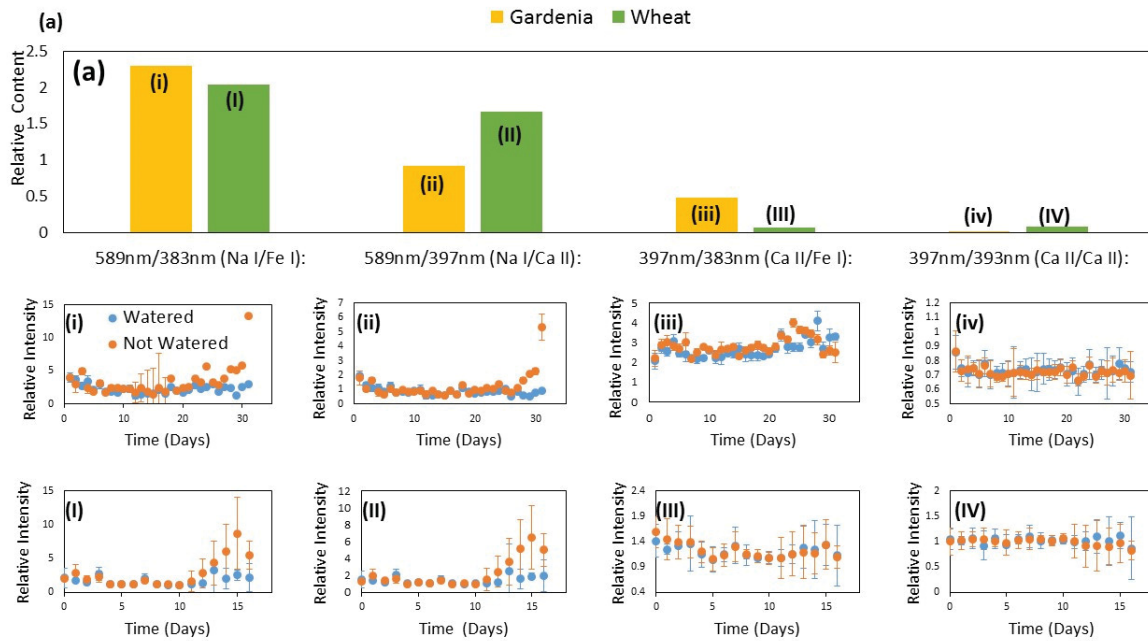 (a)
Gardenia
Wheat
Relative Content
2.5
2
1.5
1
0.5
0
(a)
(i)
(I)
(ii)
(II)
(iii)
(III)
(iv)
(IV)
589nm/383nm (Na I/Fe I):
589nm/397nm (Na I/Ca II):
397nm/383nm (Ca II/Fe I):
397nm/393nm (Ca II/Ca II):
Relative Intensity
15
10
5
0
(i)
Watered
Not Watered
0 10 20 30
Time (Days)
Relative Intensity
7
6
5
4
3
2
1
0
(ii)
0 10 20 30
Time (Days)
Relative Intensity
5
4
3
2
1
0
(iii)
0 10 20 30
Time (Days)
Relative Intensity
1.2
1.1
1
0.9
0.8
0.7
0.6
0.5
(iv)
0 10 20 30
Time (Days)
Relative Intensity
15
10
5
0
(I)
0 5 10 15
Time (Days)
Relative Intensity
12
10
8
6
4
2
0
(II)
0 5 10 15
Time (Days)
Relative Intensity
2.4
1.9
1.4
0.9
0.4
(III)
0 5 10 15
Time (Days)
Relative Intensity
2
1.5
1
0.5
0
(IV)
0 5 10 15
Time (Days)